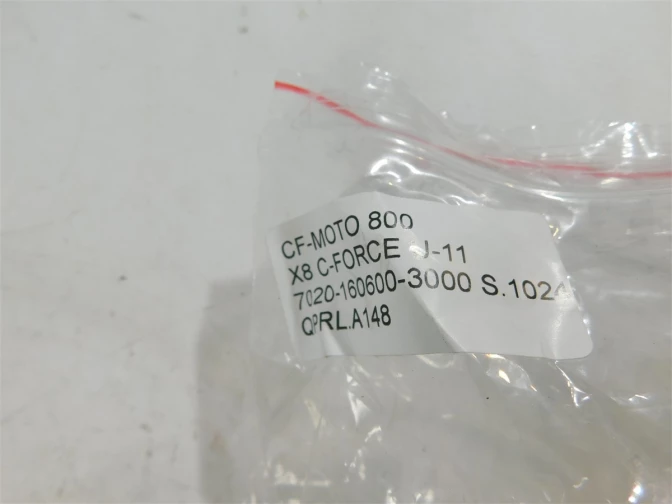 CF-MOTO 800
X8 C-FORCE J-11
7020-160600-3000 S.1024
QPRL.A148